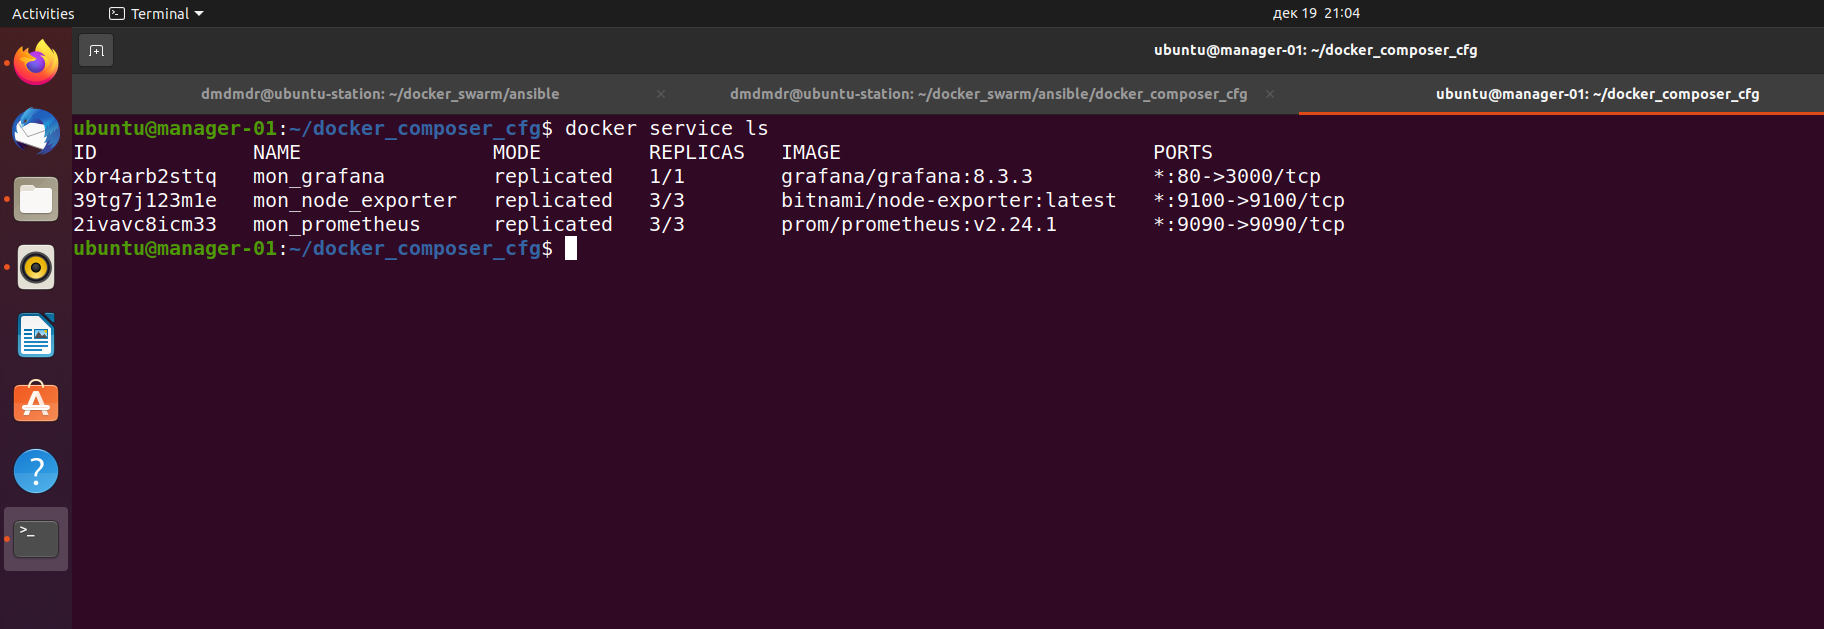 Activities Terminal дек 19 21:04
ubuntu@manager-01: ~/docker_composer_cfg
dmdmdr@ubuntu-station: ~/docker_swarm/ansible × dmdmdr@ubuntu-station: ~/docker_swarm/ansible/docker_composer_cfg × ubuntu@manager-01: ~/docker_composer_cfg
ubuntu@manager-01:~/docker_composer_cfg$ docker service ls
ID NAME MODE REPLICAS IMAGE PORTS
xbr4arb2sttq mon_grafana replicated 1/1 grafana/grafana:8.3.3 *:80->3000/tcp
39tg7j123m1e mon_node_exporter replicated 3/3 bitnami/node-exporter:latest *:9100->9100/tcp
2ivavc8icm33 mon_prometheus replicated 3/3 prom/prometheus:v2.24.1 *:9090->9090/tcp
ubuntu@manager-01:~/docker_composer_cfg$